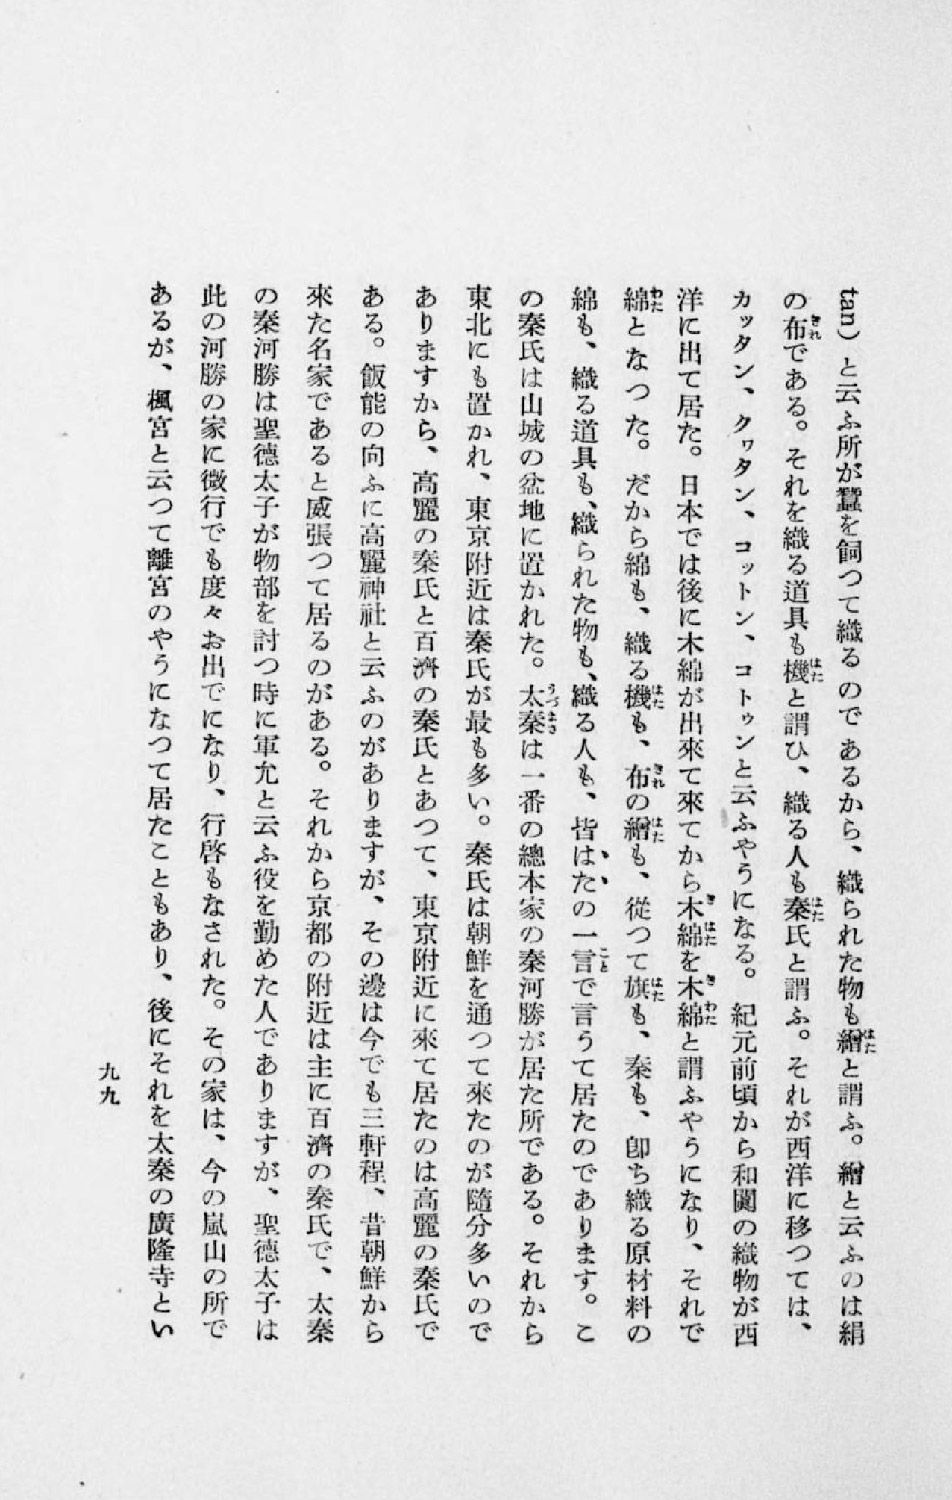 tan）と云ふ所が蠶を飼つて織るのであるから、織られた物も繒と謂ふ。繒と云ふのは絹
の布である。それを織る道具も機と謂ひ、織る人も秦氏と謂ふ。それが西洋に移つては、
カッタン、クヮタン、コットン、コトゥンと云ふやうになる。紀元前頃から和闐の織物が西
洋に出て居た。日本では後に木綿が出來て來てから木綿を木綿と謂ふやうになり、それで
綿となつた。だから綿も、織る機も、布の繒も、從つて旗も、秦も、卽ち織る原材料の
綿も、織る道具も、織られた物も、織る人も、皆はたの一言で言うて居たのであります。こ
の秦氏は山城の盆地に置かれた。太秦は一番の總本家の秦河勝が居た所である。それから
東北にも置かれ、東京附近は秦氏が最も多い。秦氏は朝鮮を通つて來たのが隨分多いので
ありますから、高麗の秦氏と百濟の秦氏とあつて、東京附近に來て居たのは高麗の秦氏で
ある。飯能の向ふに高麗神社と云ふのがありますが、その邊は今でも三軒程、昔朝鮮から
來た名家であると威張つて居るのがある。それから京都の附近は主に百濟の秦氏で、太秦
の秦河勝は聖德太子が物部を討つ時に軍允と云ふ役を勤めた人でありますが、聖德太子は
此の河勝の家に微行でも度々お出でになり、行啓もなされた。その家は、今の嵐山の所で
あるが、楓宮と云つて離宮のやうになつて居たこともあり、後にそれを太秦の廣隆寺とい
九九